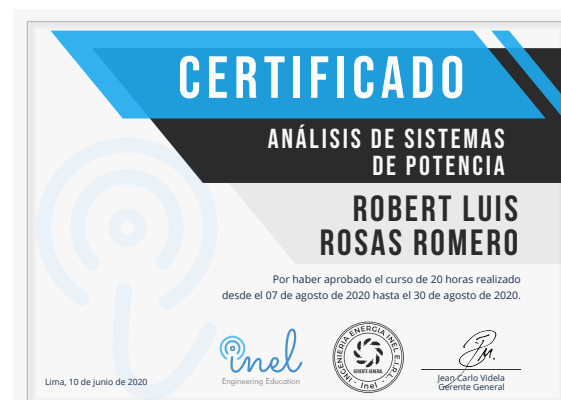 CERTIFICADO
ANÁLISIS DE SISTEMAS
DE POTENCIA
ROBERT LUIS
ROSAS ROMERO
Por haber aprobado el curso de 20 horas realizado
desde el 07 de agosto de 2020 hasta el 30 de agosto de 2020.
inel
Engineering Education
INGENIERIA ENERGIA INEL E.I.R.L.
GERENTE GENERAL
- Inel -
Lima, 10 de junio de 2020
Jean Carlo Videla
Gerente General